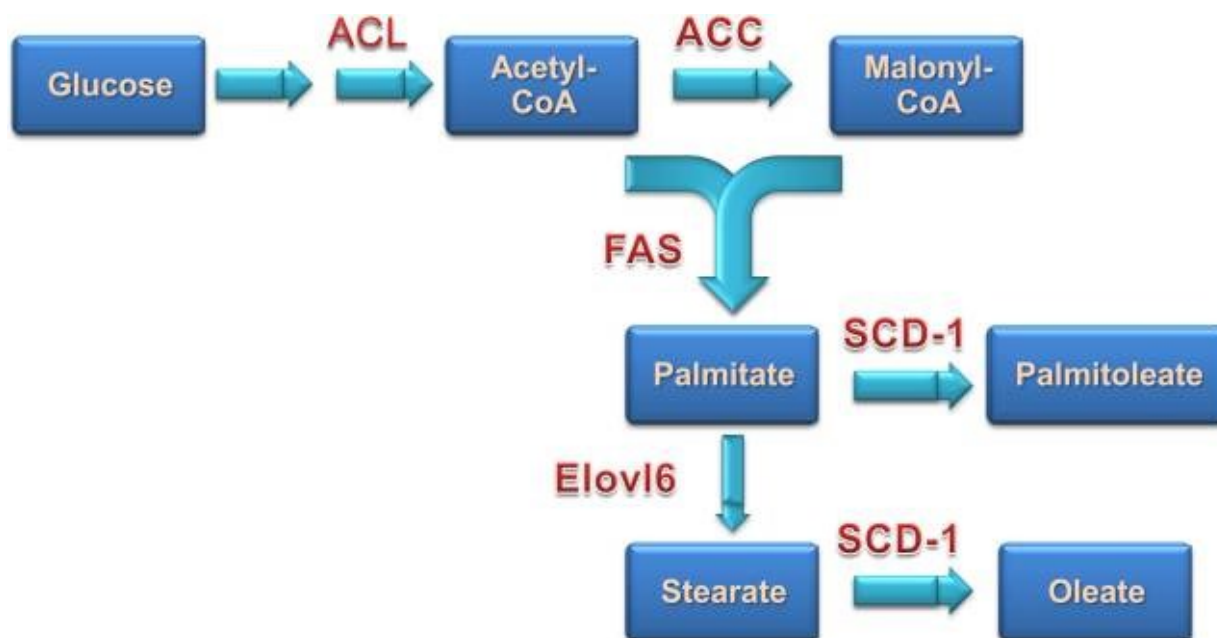 ACL
ACC
Glucose
Acetyl-
CoA
Malonyl-
CoA
FAS
SCD-1
Palmitate
Palmitoleate
Elovl6
SCD-1
Stearate
Oleate